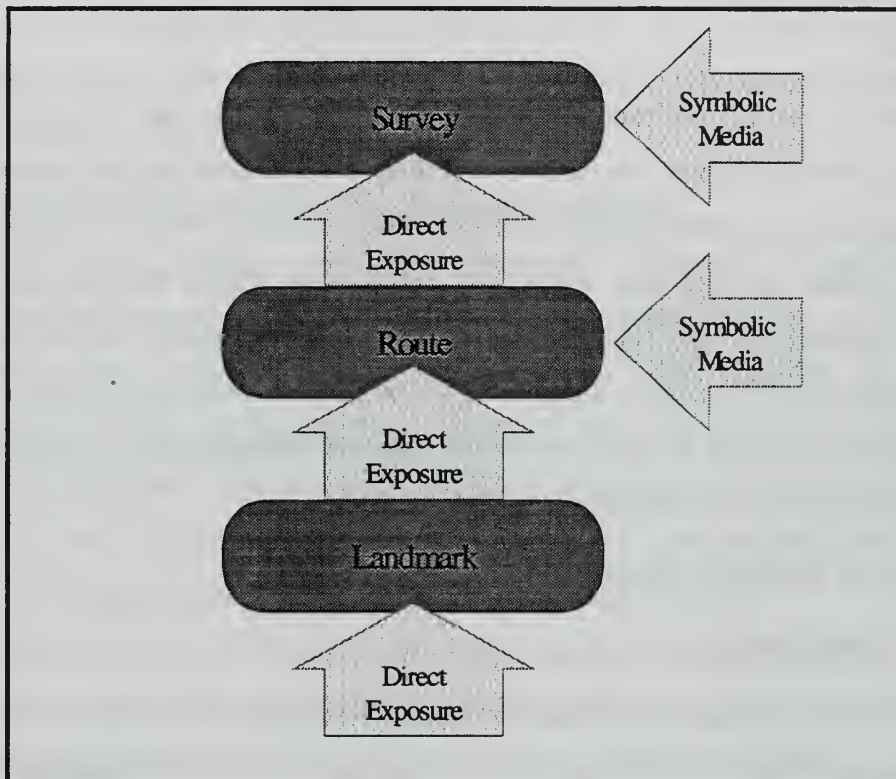 Survey
Symbolic
Media
Direct
Exposure
Route
Symbolic
Media
Direct
Exposure
Landmark
Direct
Exposure